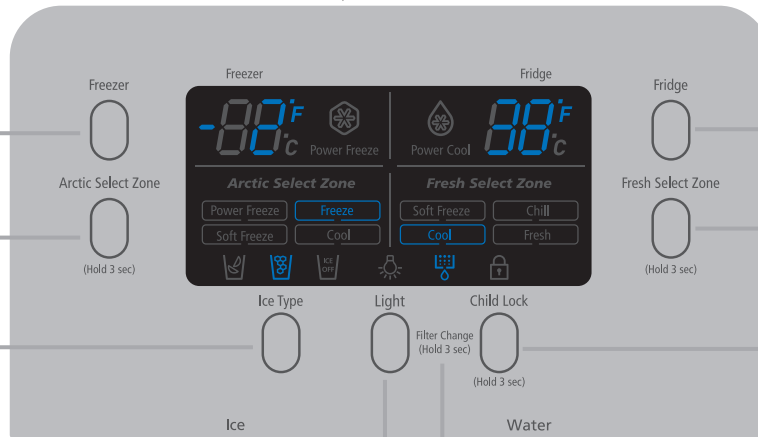 Freezer Fridge
Freezer Fridge
-2°F °C 38°F °C
Power Freeze Power Cool
Arctic Select Zone Fresh Select Zone
Arctic Select Zone Fresh Select Zone
Power Freeze Freeze Soft Freeze Chill
Soft Freeze Cool Cool Fresh
(Hold 3 sec) (Hold 3 sec)
ICE
OFF
Ice Type Light Child Lock
Filter Change
(Hold 3 sec)
(Hold 3 sec)
Ice Water